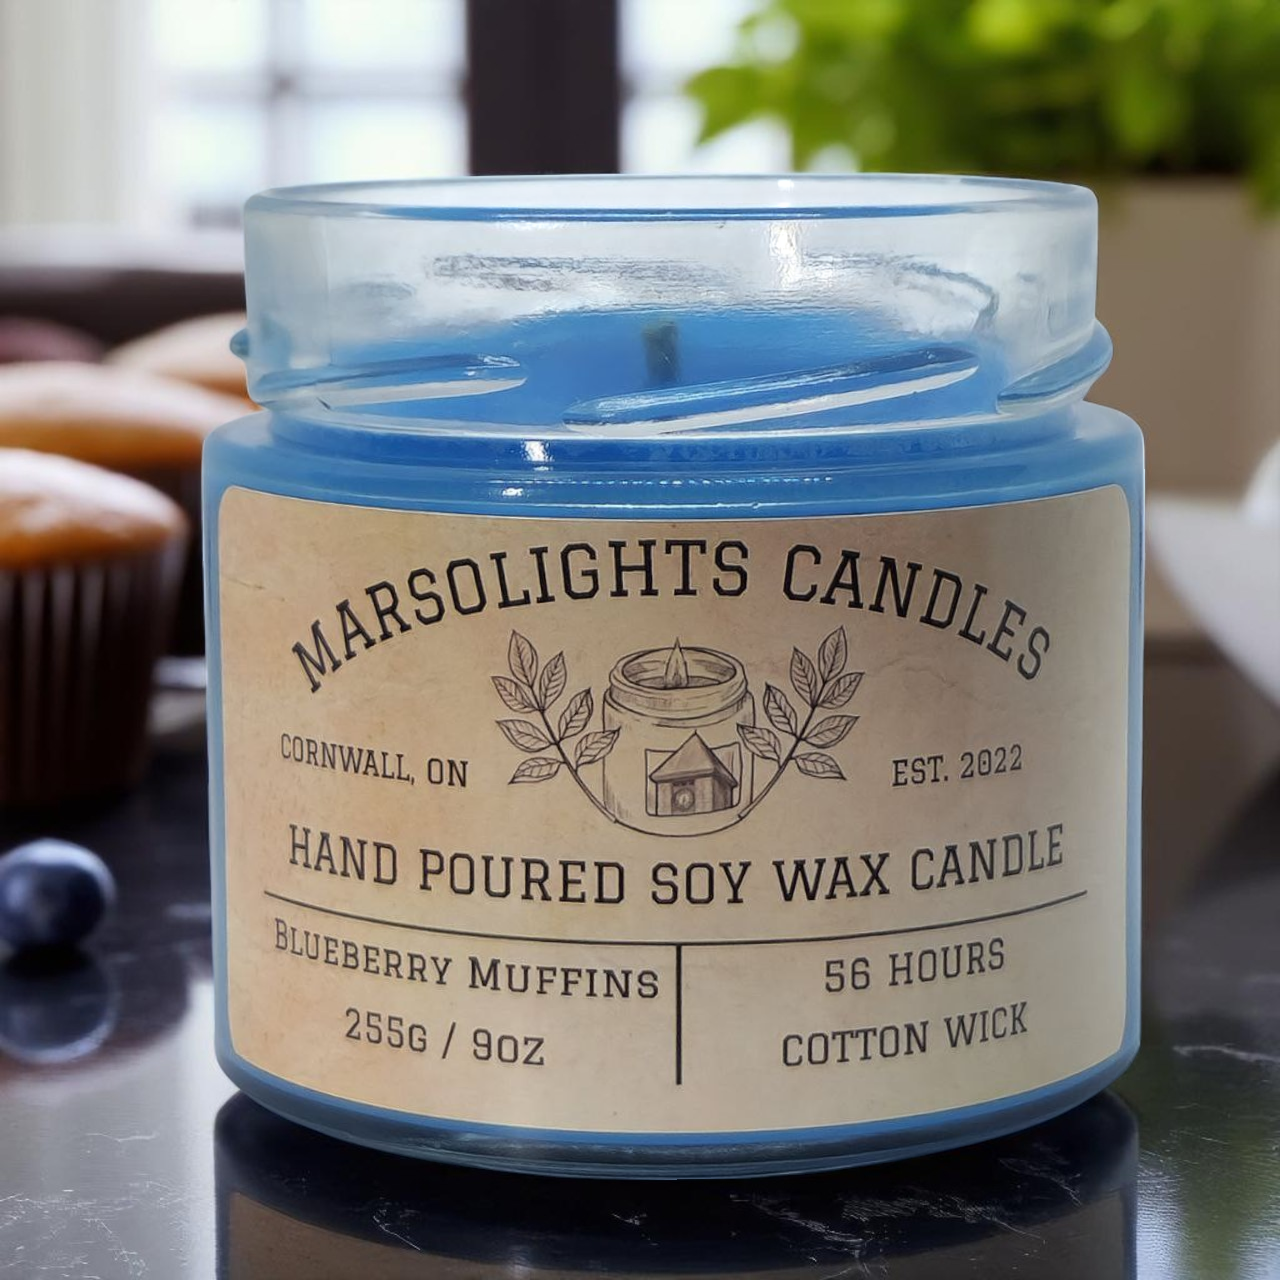 MARSOLIGHTS CANDLES
CORNWALL, ON
EST. 2022
HAND POURED SOY WAX CANDLE
BLUEBERRY MUFFINS
255G / 9OZ
56 HOURS
COTTON WICK